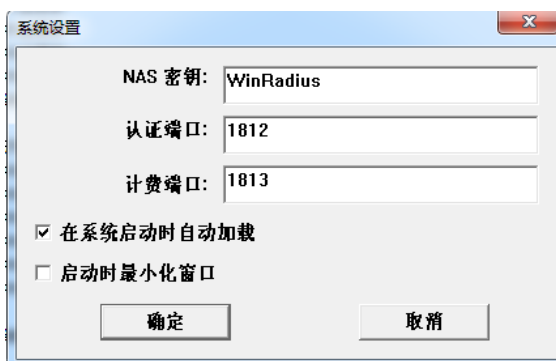 系统设置
NAS 密钥: WinRadius
认证端口: 1812
计费端口: 1813
在系统启动时自动加载
启动时最小化窗口
确定 取消